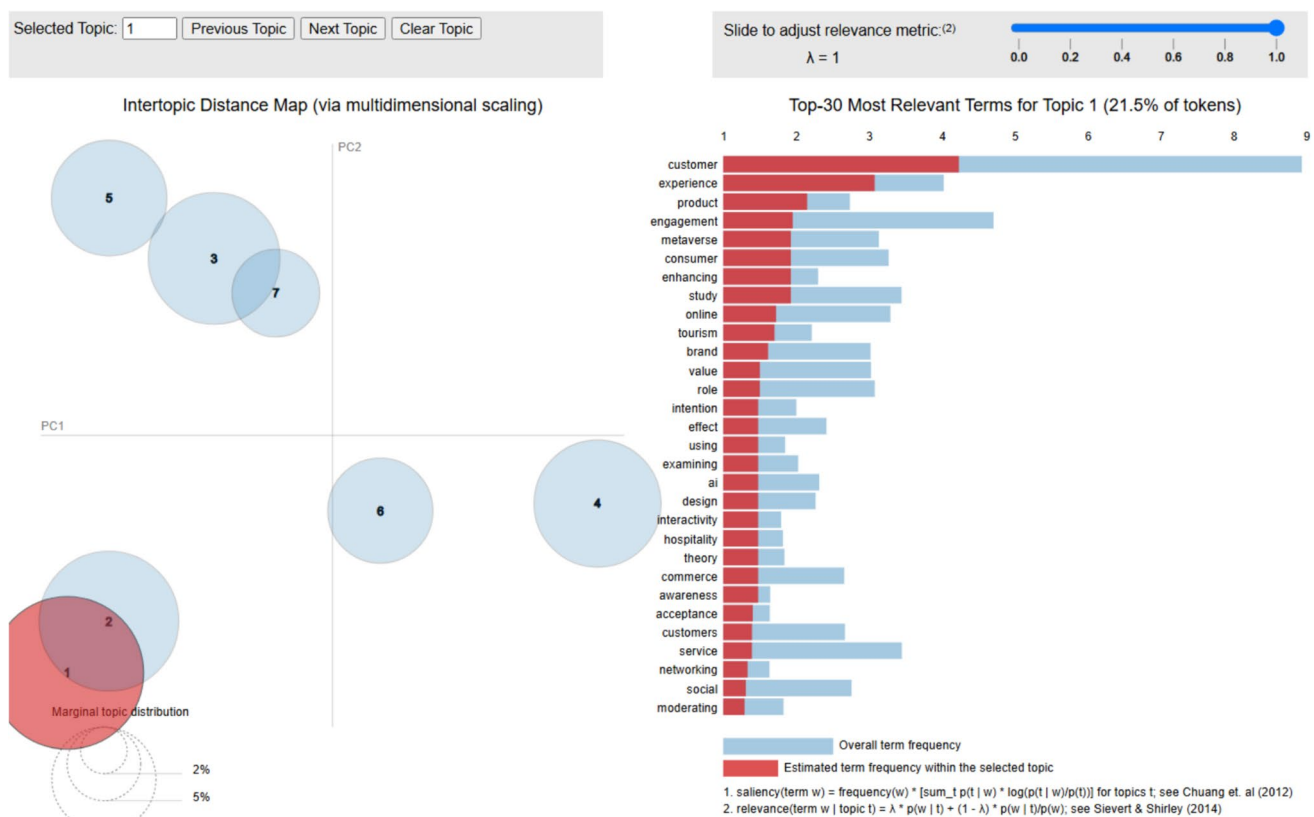 Selected Topic: 1 Previous Topic Next Topic Clear Topic
Slide to adjust relevance metric:(2)
λ = 1
0.0 0.2 0.4 0.6 0.8 1.0
Intertopic Distance Map (via multidimensional scaling)
PC2
PC1
5
3
7
6
4
2
1
Marginal topic distribution
2%
5%
Top-30 Most Relevant Terms for Topic 1 (21.5% of tokens)
1 2 3 4 5 6 7 8 9
customer
experience
product
engagement
metaverse
consumer
enhancing
study
online
tourism
brand
value
role
intention
effect
using
examining
ai
design
interactivity
hospitality
theory
commerce
awareness
acceptance
customers
service
networking
social
moderating
Overall term frequency
Estimated term frequency within the selected topic
1. saliency(term w) = frequency(w) * [sum_t p(t | w) * log(p(t | w)/p(t))] for topics t; see Chuang et. al (2012)
2. relevance(term w | topic t) = λ * p(w | t) + (1 - λ) * p(w | t)/p(w); see Sievert & Shirley (2014)